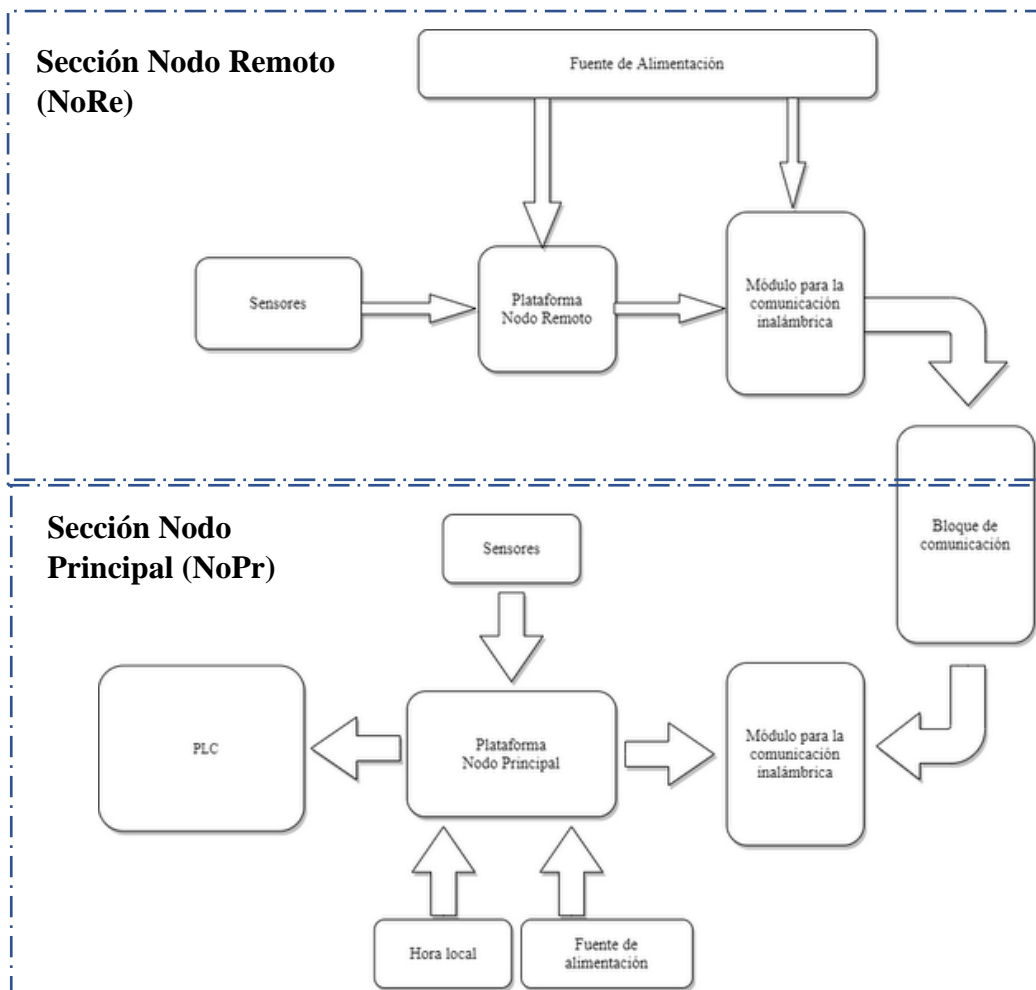 Sección Nodo Remoto
(NoRe)
Fuente de Alimentación
Sensores
Plataforma
Nodo Remoto
Módulo para la
comunicación
inalámbrica
Bloque de
comunicación
Sección Nodo
Principal (NoPr)
Sensores
PLC
Plataforma
Nodo Principal
Módulo para la
comunicación
inalámbrica
Hora local
Fuente de
alimentación